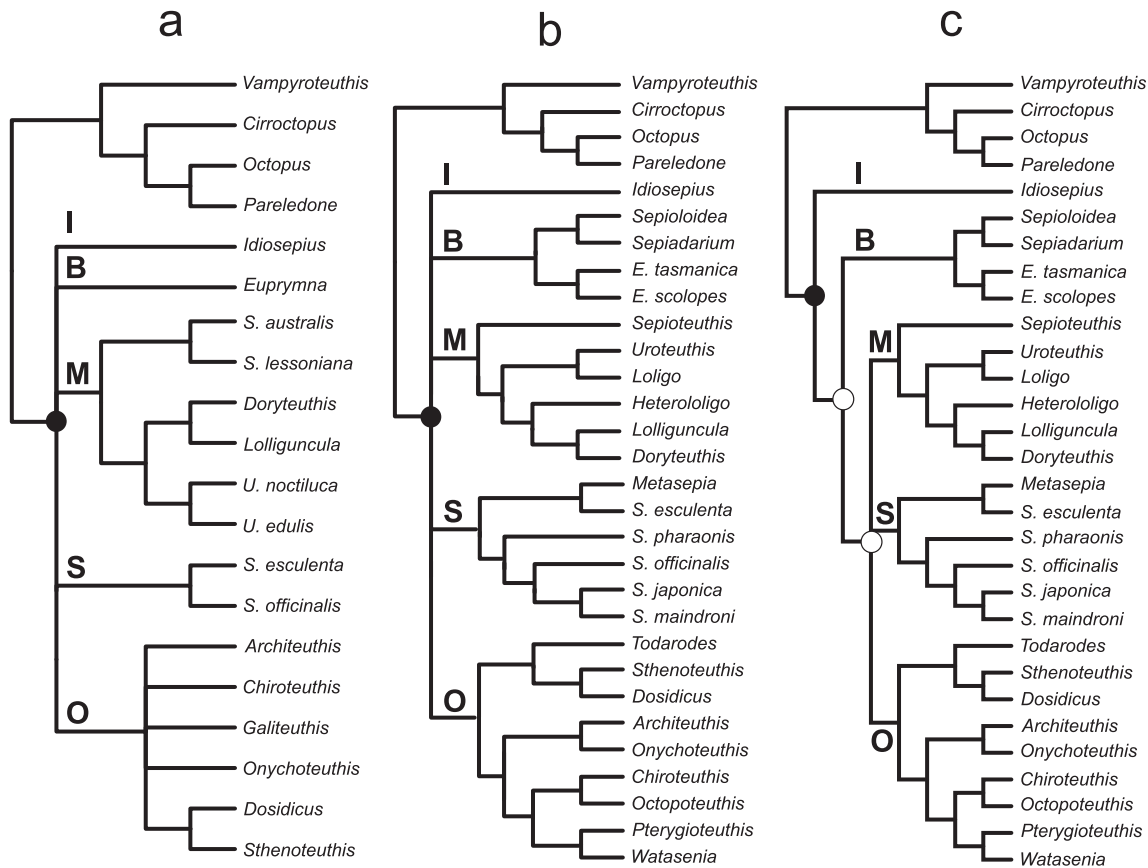 a
Vampyroteuthis
Cirroctopus
Octopus
Pareledone
I
Idiosepius
B
Euprymna
S. australis
S. lessoniana
M
Doryteuthis
Lolliguncula
U. noctiluca
U. edulis
S
S. esculenta
S. officinalis
Architeuthis
Chiroteuthis
O
Galiteuthis
Onychoteuthis
Dosidicus
Sthenoteuthis
b
Vampyroteuthis
Cirroctopus
Octopus
Pareledone
I
Idiosepius
Sepioloidea
B
Sepiadarium
E. tasmanica
E. scolopes
Sepioteuthis
M
Uroteuthis
Loligo
Heterololigo
Lolliguncula
Doryteuthis
Metasepia
S. esculenta
S
S. pharaonis
S. officinalis
S. japonica
S. maindroni
Todarodes
Sthenoteuthis
Dosidicus
O
Architeuthis
Onychoteuthis
Chiroteuthis
Octopoteuthis
Pterygioteuthis
Watasenia
c
Vampyroteuthis
Cirroctopus
Octopus
Pareledone
I
Idiosepius
Sepioloidea
B
Sepiadarium
E. tasmanica
E. scolopes
Sepioteuthis
M
Uroteuthis
Loligo
Heterololigo
Lolliguncula
Doryteuthis
Metasepia
S
S. esculenta
S. pharaonis
S. officinalis
S. japonica
S. maindroni
Todarodes
Sthenoteuthis
Dosidicus
Architeuthis
O
Onychoteuthis
Chiroteuthis
Octopoteuthis
Pterygioteuthis
Watasenia